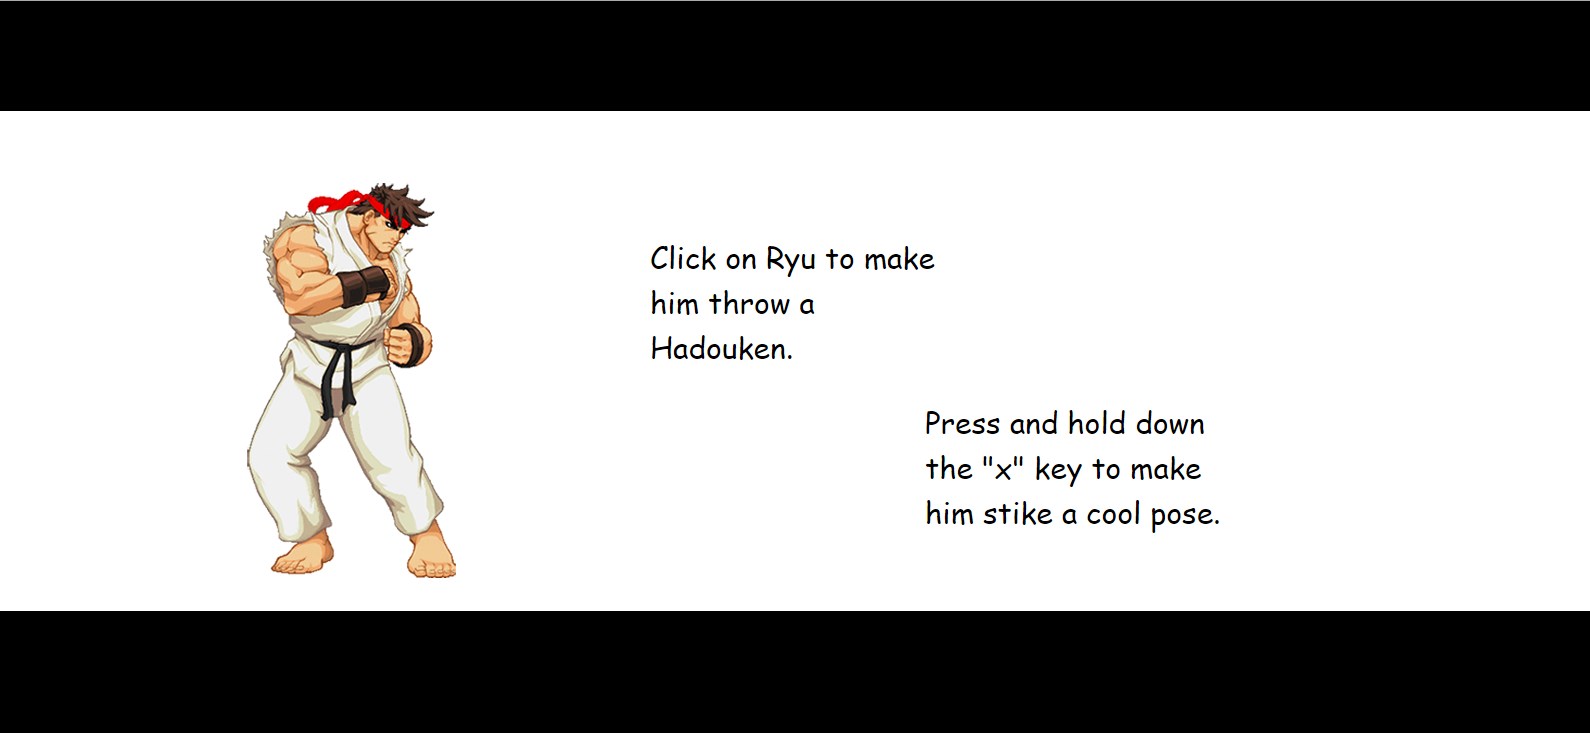 Click on Ryu to make
him throw a
Hadouken.
Press and hold down
the "x" key to make
him stike a cool pose.